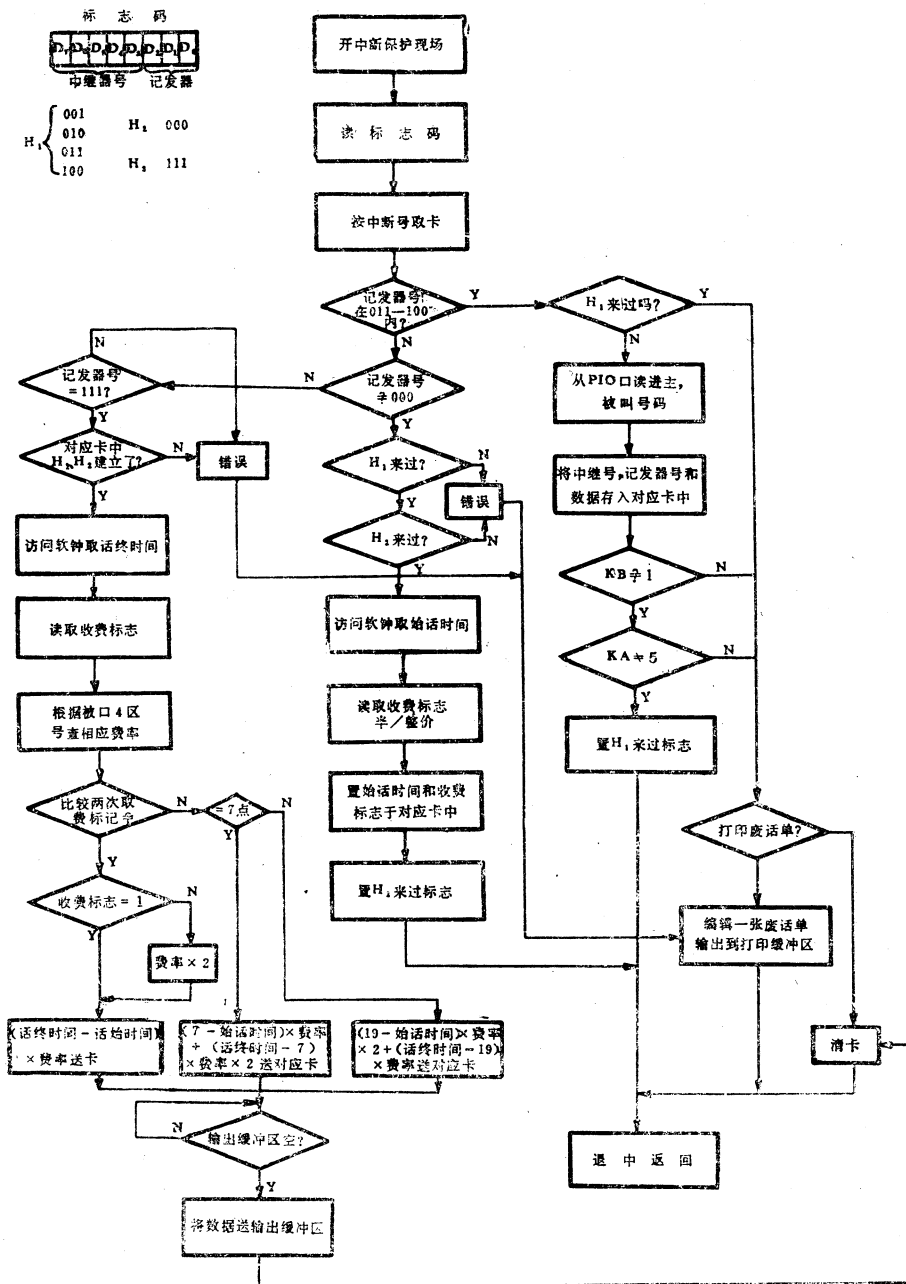 标 志 码
D₇ D₆ D₅ D₄ D₃ D₂ D₁ D₀
中继器号 记发器
H₁
001
010
011
100
H₂ 000
H₃ 111
开中断保护现场
读 标 志 码
按中断号取卡
记发器号
在011—100
内?
Y
N
H₁来过吗?
Y
N
从PIO口读进主,
被叫号码
将中继号,记发器号和
数据存入对应卡中
KB≟1
N
Y
KA≒5
N
Y
置H₁来过标志
记发器号
≟000
N
Y
H₁来过?
Y
错误
H₂来过?
N
Y
访问软钟取始话时间
读取收费标志
半/整价
置始话时间和收费
标志于对应卡中
置H₂来过标志
N
记发器号
=111?
Y
对应卡中
H₁,H₂建立了?
N
错误
Y
访问软钟取话终时间
读取收费标志
根据被口4区
号查相应费率
比较两次取
费标记≟
N
=7点
N
Y
Y
收费标志=1
N
Y
费率×2
(话终时间-话始时间)
×费率送卡
(7-始话时间)×费率
+(话终时间-7)
×费率×2送对应卡
(19-始话时间)×费率
×2+(话终时间-19)
×费率送对应卡
输出缓冲区空?
N
Y
将数据送输出缓冲区
打印废话单?
编辑一张废话单
输出到打印缓冲区
清卡
退 中 返 回